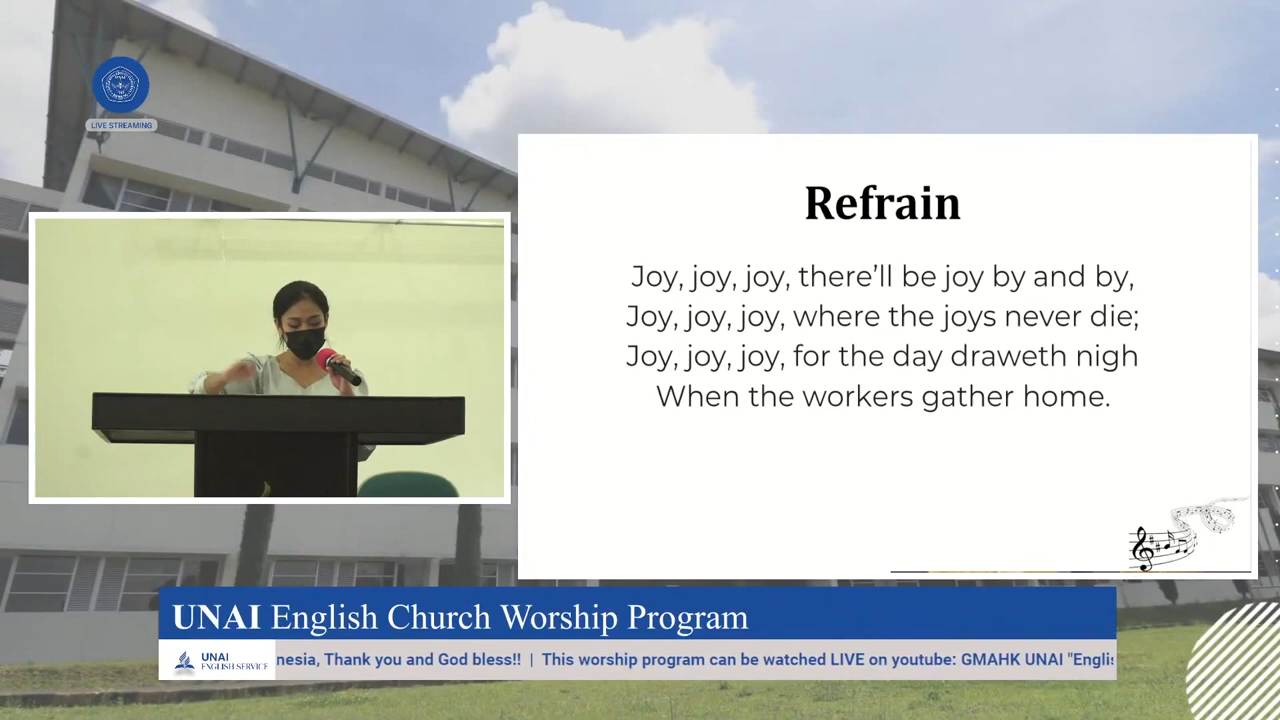 LIVE STREAMING
Refrain
Joy, joy, joy, there'll be joy by and by,
Joy, joy, joy, where the joys never die;
Joy, joy, joy, for the day draweth nigh
When the workers gather home.
UNAI English Church Worship Program
UNAI
ENGLISH SERVICE
nesia, Thank you and God bless!! | This worship program can be watched LIVE on youtube: GMAHK UNAI "Englis